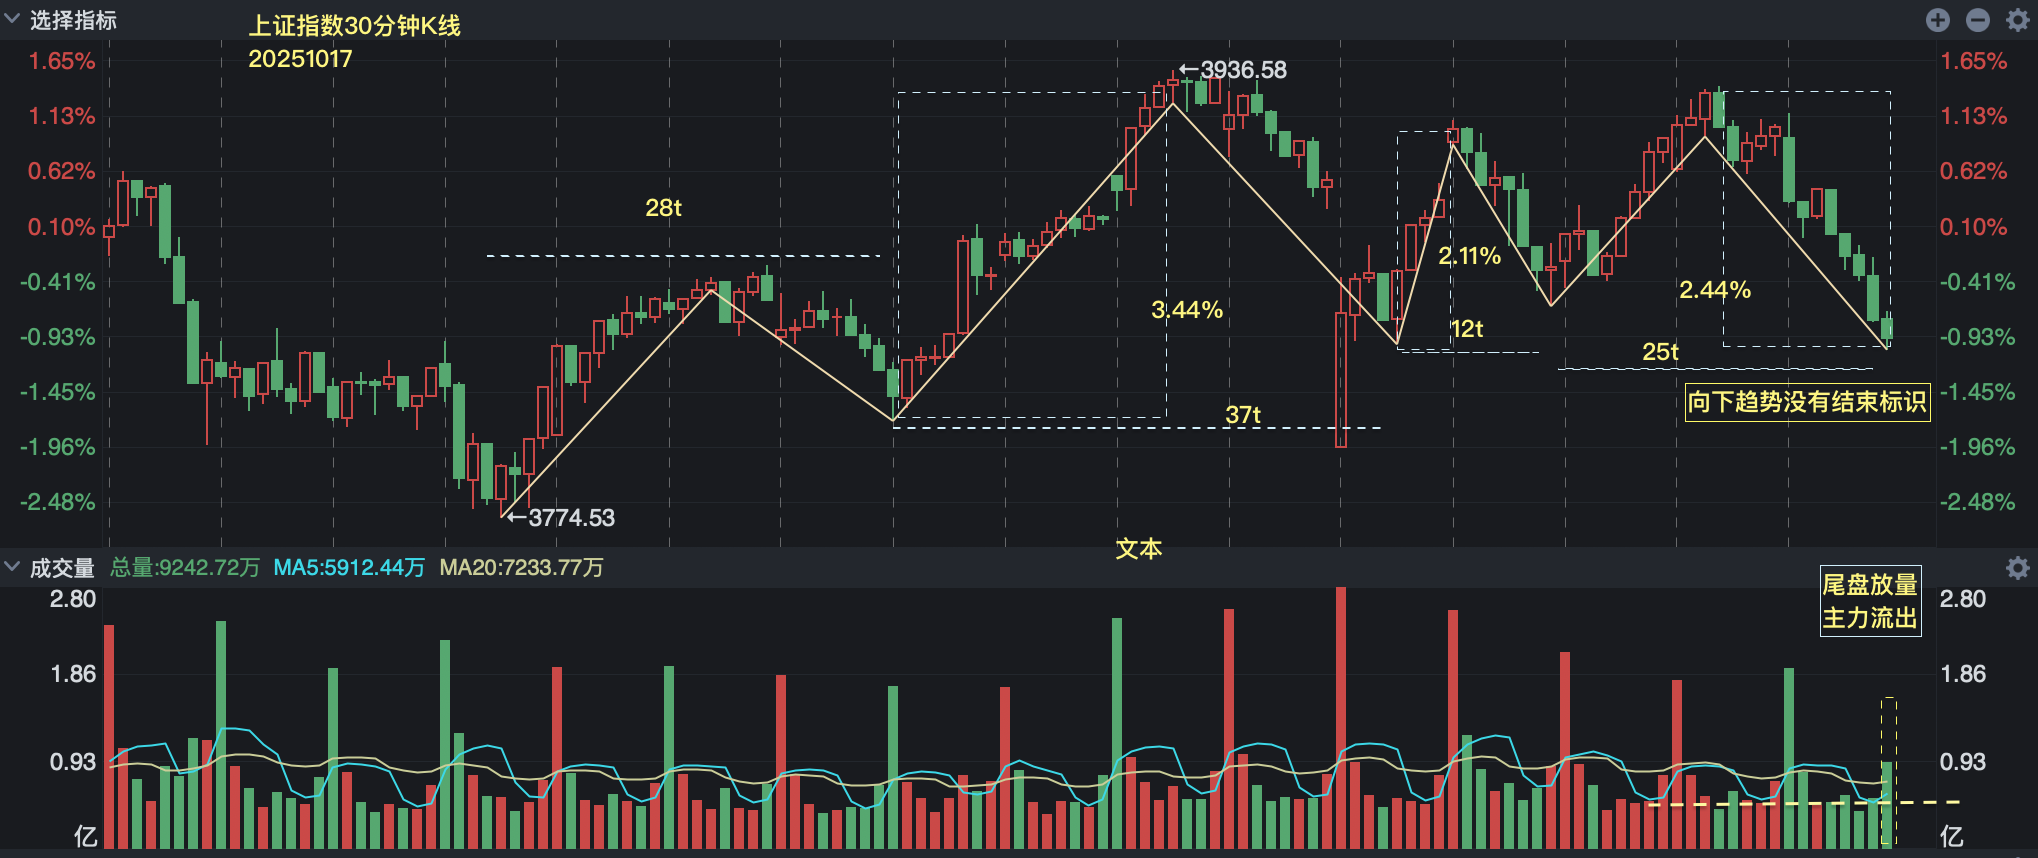 选择指标
上证指数30分钟K线
20251017
1.65%
1.65%
←3936.58
1.13%
1.13%
0.62%
0.62%
28t
0.10%
0.10%
2.11%
-0.41%
-0.41%
2.44%
3.44%
12t
-0.93%
-0.93%
25t
-1.45%
-1.45%
向下趋势没有结束标识
37t
-1.96%
-1.96%
-2.48%
-2.48%
←3774.53
文本
成交量 总量:9242.72万 MA5:5912.44万 MA20:7233.77万
尾盘放量
主力流出
2.80
2.80
1.86
1.86
0.93
0.93
亿
亿